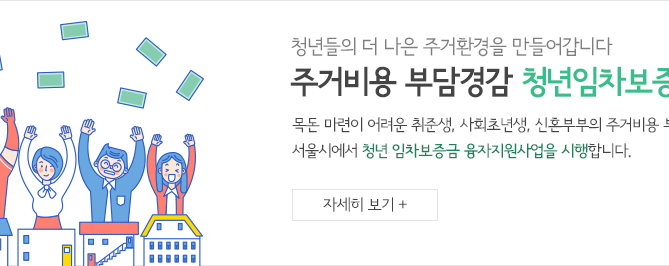 청년들의 더 나은 주거환경을 만들어갑니다
주거비용 부담경감 청년임차보증
목돈 마련이 어려운 취준생, 사회초년생, 신혼부부의 주거비용
서울시에서 청년 임차보증금 융자지원사업을 시행합니다.
자세히 보기 +